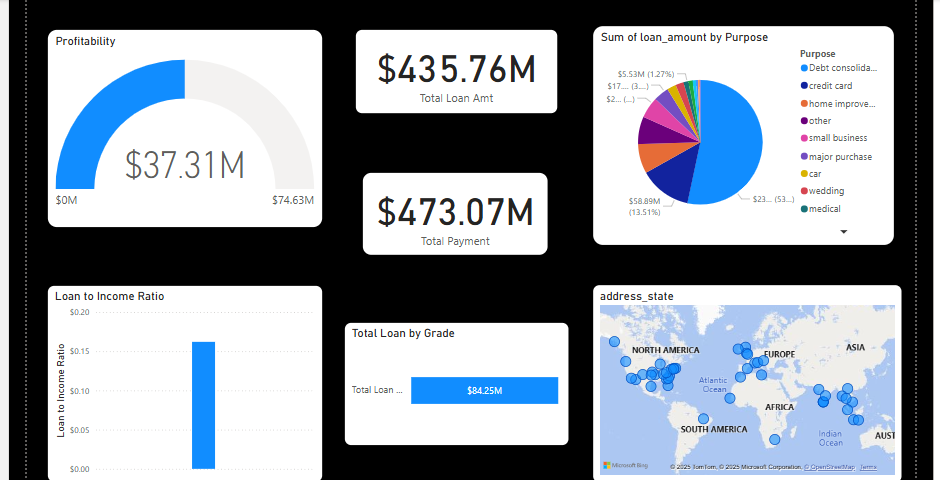 Profitability
$37.31M
$0M
$74.63M
$435.76M
Total Loan Amt
$473.07M
Total Payment
Sum of loan_amount by Purpose
$5.53M (1.27%)
$17.... (3....)
$2... (...)
$58.89M
(13.51%)
$23... (53...)
Purpose
Debt consolida...
credit card
home improve...
other
small business
major purchase
car
wedding
medical
Loan to Income Ratio
Loan to Income Ratio
$0.20
$0.15
$0.10
$0.05
$0.00
Total Loan by Grade
Total Loan ...
$84.25M
address_state
NORTH AMERICA
EUROPE
ASIA
Atlantic
Ocean
AFRICA
SOUTH AMERICA
Indian
Ocean
AUST
Microsoft Bing
© 2025 TomTom, © 2025 Microsoft Corporation, © OpenStreetMap Terms